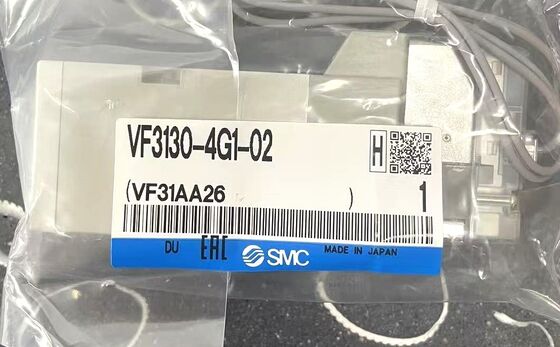 VF3130-4G1-02
H
(VF31AA26 ) 1
DU EAC SMC MADE IN JAPAN